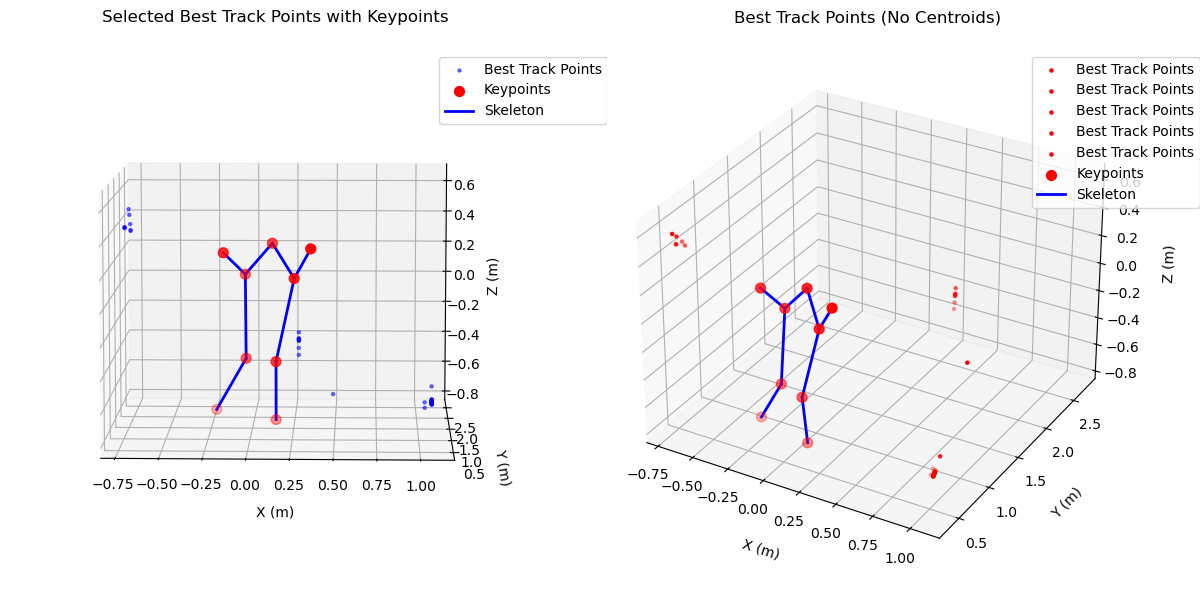 Selected Best Track Points with Keypoints
Best Track Points
Keypoints
Skeleton
0.6
0.4
0.2
0.0
−0.2
−0.4
−0.6
−0.8
Z (m)
2.5
2.0
1.5
1.0
0.5
Y (m)
−0.75
−0.50
−0.25
0.00
0.25
0.50
0.75
1.00
X (m)
Best Track Points (No Centroids)
Best Track Points
Best Track Points
Best Track Points
Best Track Points
Best Track Points
Keypoints
Skeleton
0.6
0.4
0.2
0.0
−0.2
−0.4
−0.6
−0.8
Z (m)
2.5
2.0
1.5
1.0
0.5
Y (m)
−0.75
−0.50
−0.25
0.00
0.25
0.50
0.75
1.00
X (m)